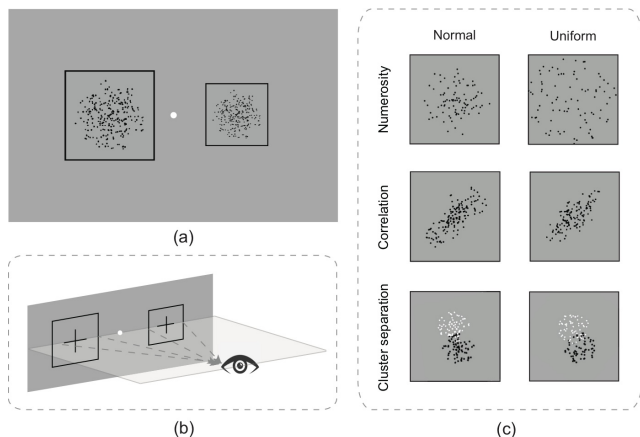 (a)
(b)
Normal Uniform
Numerosity
Correlation
Cluster separation
(c)